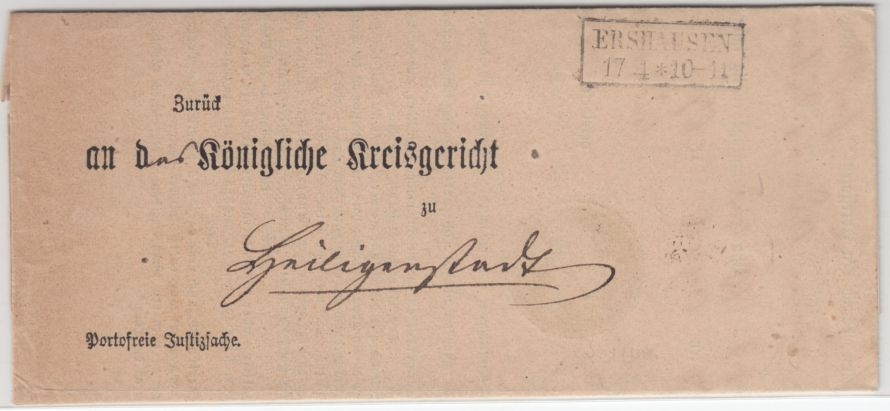 ERSHAUSEN
17 4 * 10-11
Zurück
an das Königliche Kreisgericht
zu
Heiligenstadt
Portofreie Justizsache.